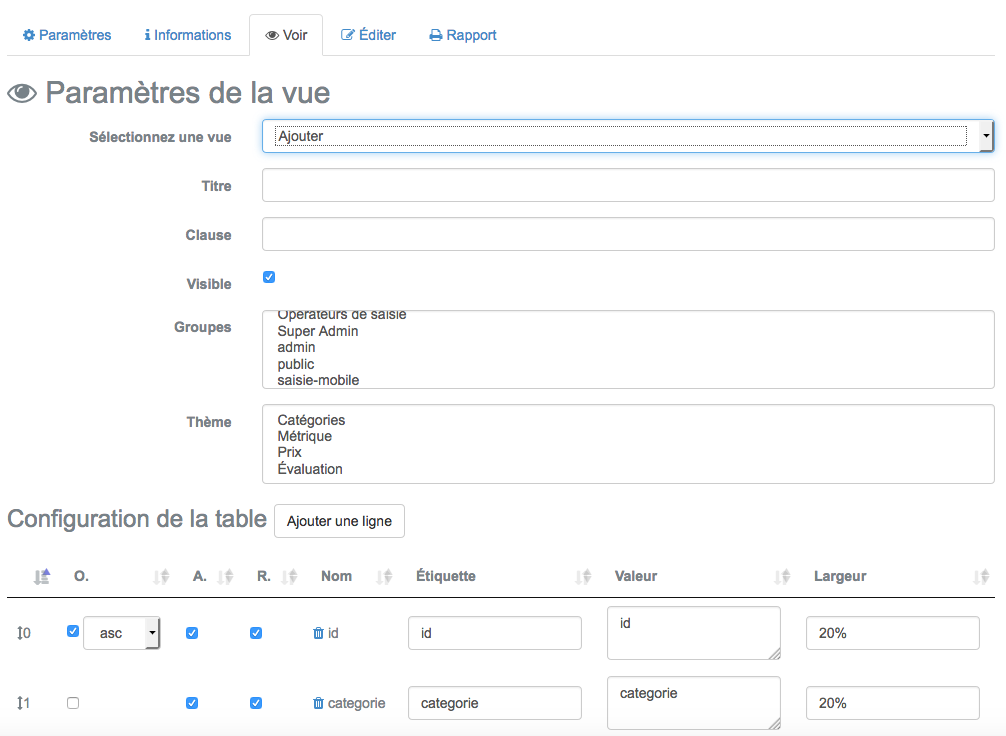 Paramètres Informations Voir Éditer Rapport
Paramètres de la vue
Sélectionnez une vue Ajouter
Titre
Clause
Visible
Groupes
Opérateurs de saisie
Super Admin
admin
public
saisie-mobile
Thème
Catégories
Métrique
Prix
Évaluation
Configuration de la table Ajouter une ligne
O. A. R. Nom Étiquette Valeur Largeur
0 asc id id id 20%
1 categorie categorie categorie 20%